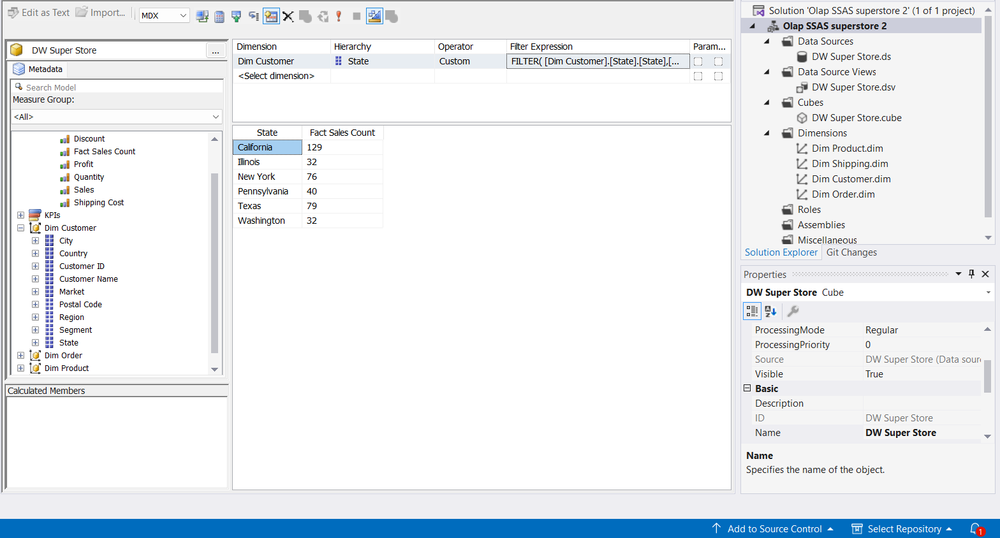 Edit as Text Import... MDX
DW Super Store ...
Metadata
Search Model
Measure Group:
<All>
Discount
Fact Sales Count
Profit
Quantity
Sales
Shipping Cost
KPIs
Dim Customer
City
Country
Customer ID
Customer Name
Market
Postal Code
Region
Segment
State
Dim Order
Dim Product
Calculated Members
Dimension Hierarchy Operator Filter Expression Param...
Dim Customer State Custom FILTER( [Dim Customer].[State].[State],[...
<Select dimension>
State Fact Sales Count
California 129
Illinois 32
New York 76
Pennsylvania 40
Texas 79
Washington 32
Solution 'Olap SSAS superstore 2' (1 of 1 project)
Olap SSAS superstore 2
Data Sources
DW Super Store.ds
Data Source Views
DW Super Store.dsv
Cubes
DW Super Store.cube
Dimensions
Dim Product.dim
Dim Shipping.dim
Dim Customer.dim
Dim Order.dim
Roles
Assemblies
Miscellaneous
Solution Explorer Git Changes
Properties
DW Super Store Cube
ProcessingMode Regular
ProcessingPriority 0
Source DW Super Store (Data sour
Visible True
Basic
Description
ID DW Super Store
Name DW Super Store
Name
Specifies the name of the object.
Add to Source Control Select Repository 1